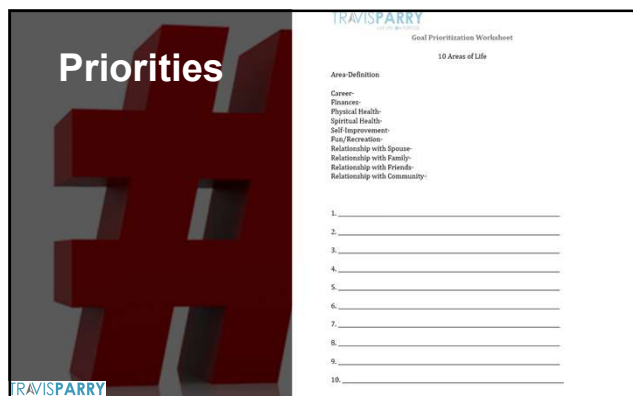 Priorities
TRAVISPARRY
TRAVISPARRY
Goal Prioritization Worksheet
10 Areas of Life
Area-Definition
Career-
Finances-
Physical Health-
Spiritual Health-
Self-Improvement-
Fun/Recreation-
Relationship with Spouse-
Relationship with Family-
Relationship with Friends-
Relationship with Community-
1.
2.
3.
4.
5.
6.
7.
8.
9.
10.